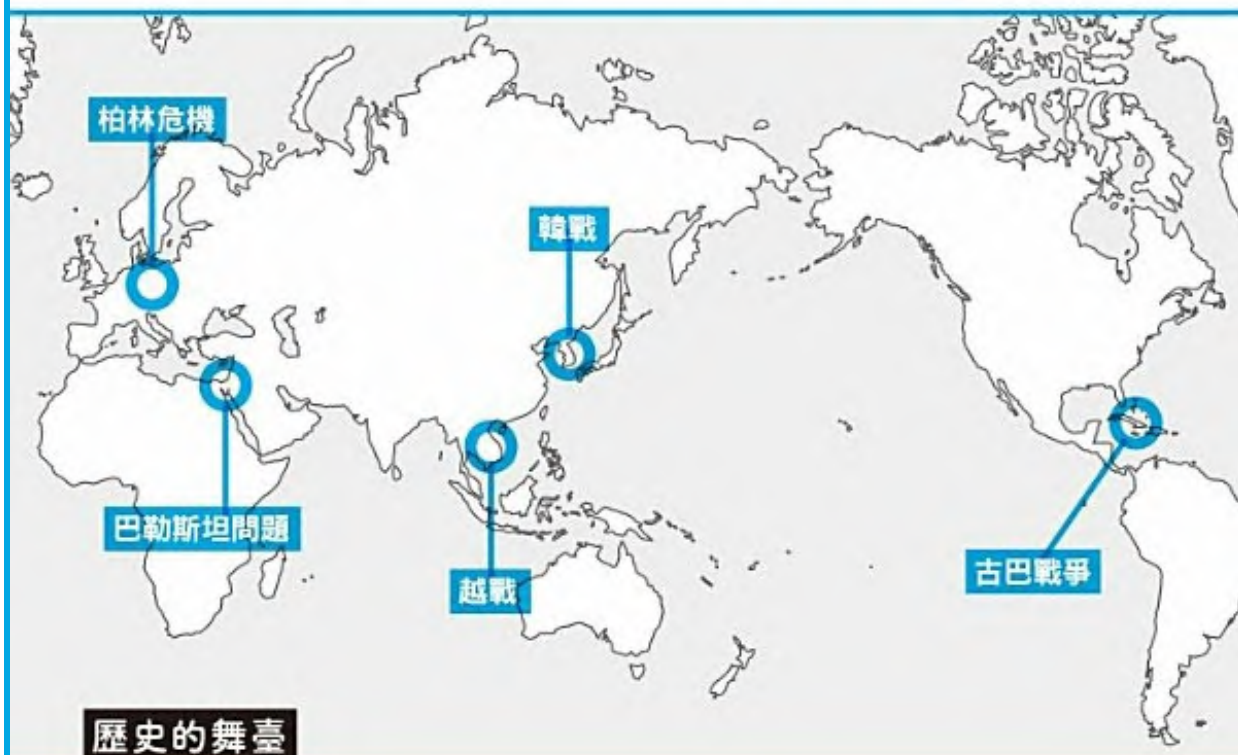 柏林危機
韓戰
巴勒斯坦問題
越戰
古巴戰爭
歷史的舞臺